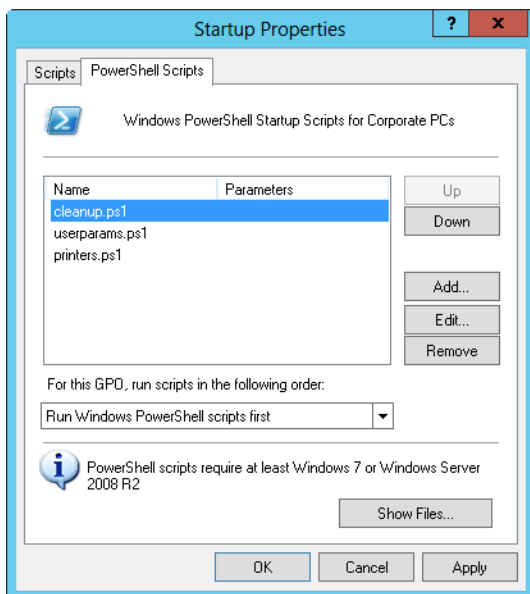 Startup Properties
?
x
Scripts
PowerShell Scripts
Windows PowerShell Startup Scripts for Corporate PCs
Name Parameters
cleanup.ps1
userparams.ps1
printers.ps1
Up
Down
Add...
Edit...
Remove
For this GPO, run scripts in the following order:
Run Windows PowerShell scripts first
PowerShell scripts require at least Windows 7 or Windows Server
2008 R2
Show Files...
OK Cancel Apply